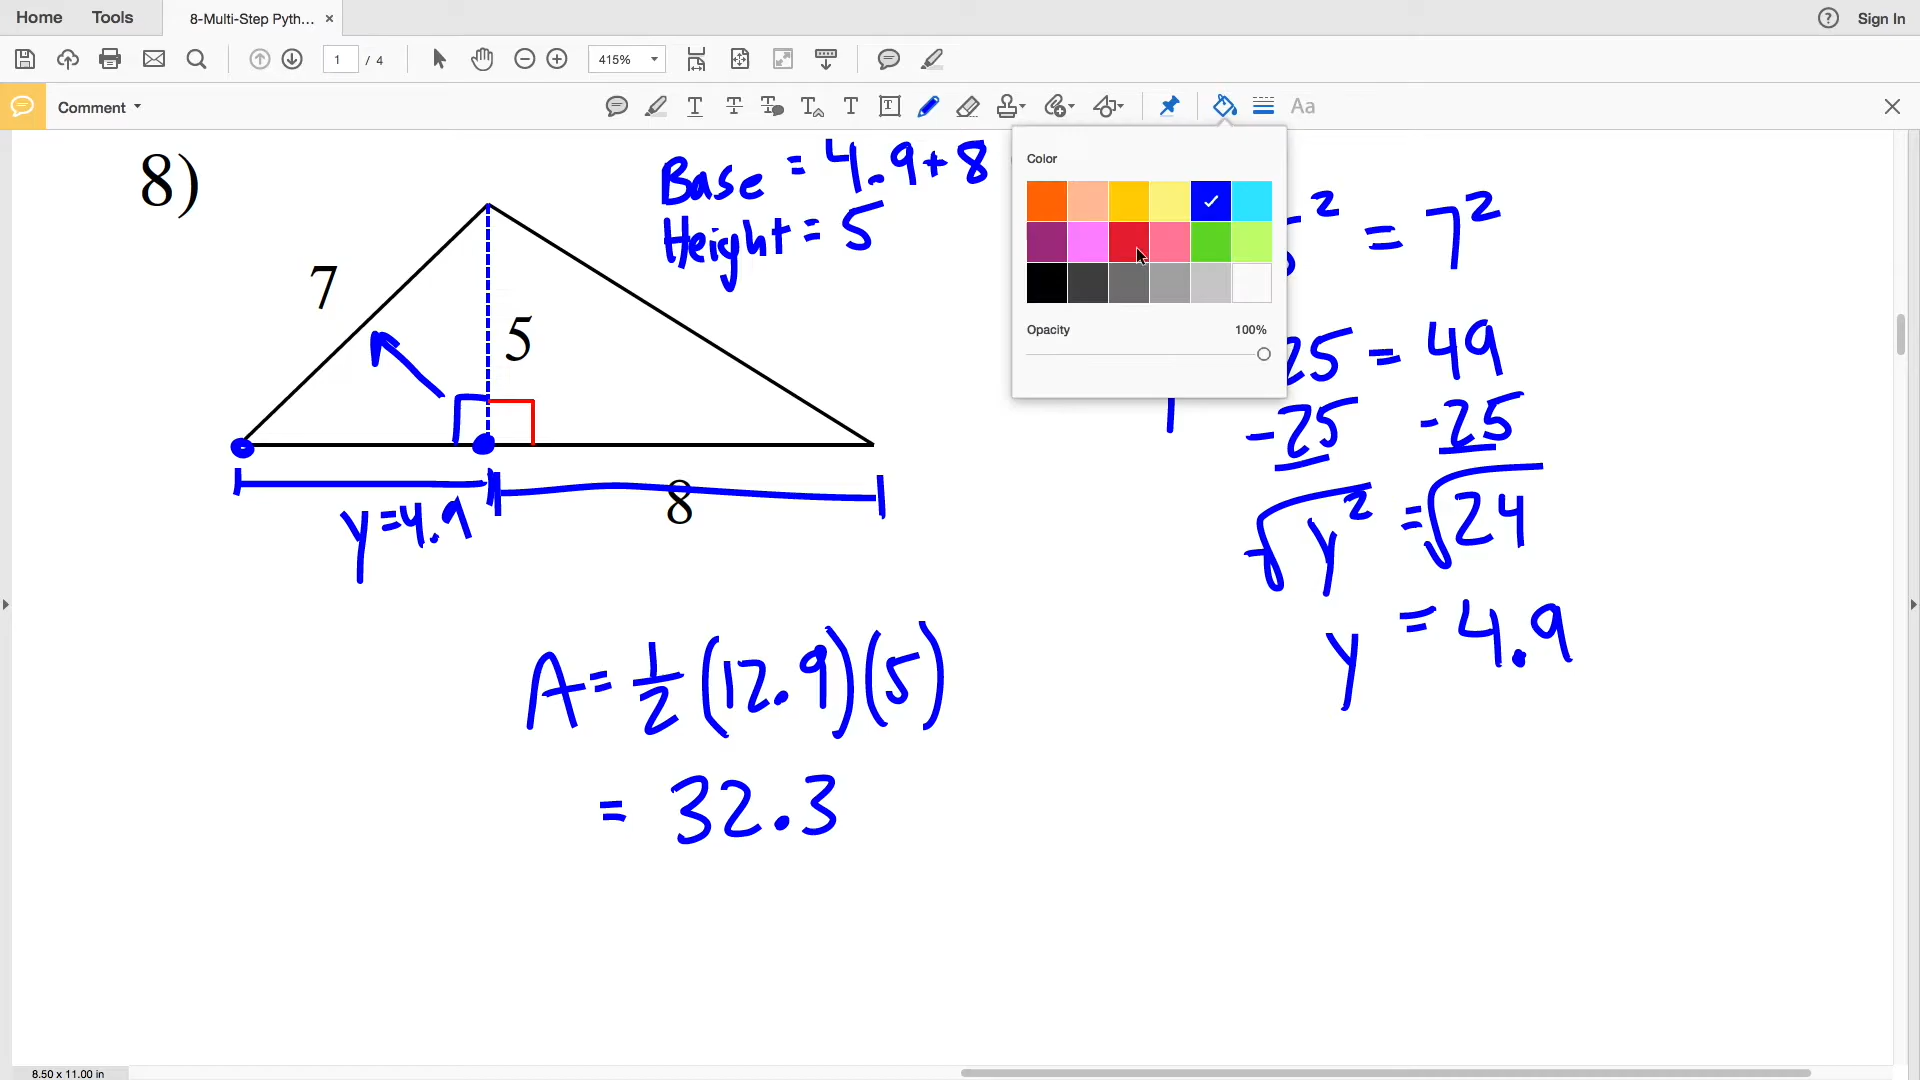 Home Tools 8-Multi-Step Pyth... × ? Sign In
1 / 4 415%
Comment Aa
8)
Base = 4.9+8
Height = 5
7
5
8
y=4.9
A = 1/2 (12.9)(5)
= 32.3
Color
Opacity 100%
² = 7²
25 = 49
-25 -25
√y² = √24
y = 4.9
8.50 x 11.00 in